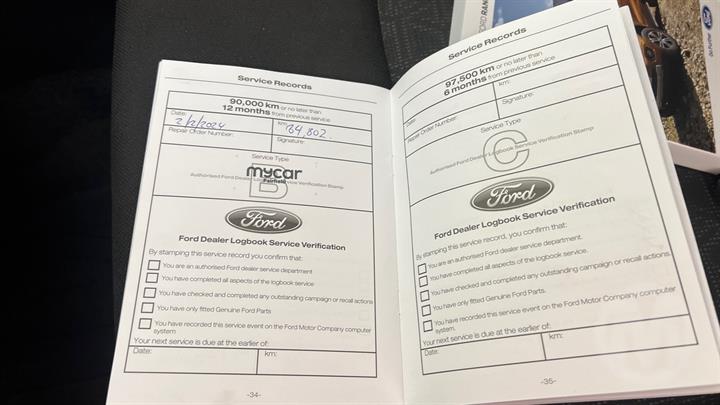 Service Records
90,000 km or no later than
12 months from previous service
Date: 2/2/2024
km: 84,802.
Repair Order Number:
Signature:
Service Type
B
Authorised Ford Dealer Logbook Service Verification Stamp
mycar
Fairfield
Ford
Ford Dealer Logbook Service Verification
By stamping this service record you confirm that:
You are an authorised Ford dealer service department
You have completed all aspects of the logbook service
You have checked and completed any outstanding campaign or recall actions
You have only fitted Genuine Ford Parts
You have recorded this service event on the Ford Motor Company computer
system
Your next service is due at the earlier of:
Date:
km:
-34-
Service Records
97,500 km or no later than
6 months from previous service
Date:
km:
Repair Order Number:
Signature:
Service Type
C
Authorised Ford Dealer Logbook Service Verification Stamp
Ford
Ford Dealer Logbook Service Verification
By stamping this service record, you confirm that:
You are an authorised Ford dealer service department.
You have completed all aspects of the logbook service.
You have checked and completed any outstanding campaign or recall actions
You have only fitted Genuine Ford Parts.
You have recorded this service event on the Ford Motor Company computer
system.
Your next service is due at the earlier of:
Date:
km:
-35-
FORD RAN
Ford
Go Further